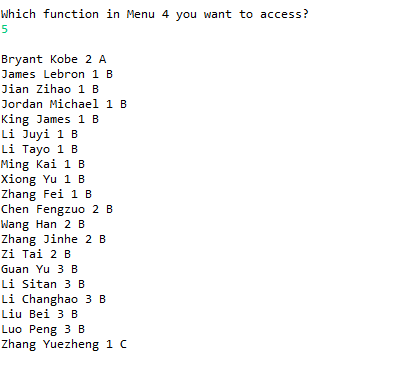 Which function in Menu 4 you want to access?
5
Bryant Kobe 2 A
James Lebron 1 B
Jian Zihao 1 B
Jordan Michael 1 B
King James 1 B
Li Juyi 1 B
Li Tayo 1 B
Ming Kai 1 B
Xiong Yu 1 B
Zhang Fei 1 B
Chen Fengzuo 2 B
Wang Han 2 B
Zhang Jinhe 2 B
Zi Tai 2 B
Guan Yu 3 B
Li Sitan 3 B
Li Changhao 3 B
Liu Bei 3 B
Luo Peng 3 B
Zhang Yuezheng 1 C